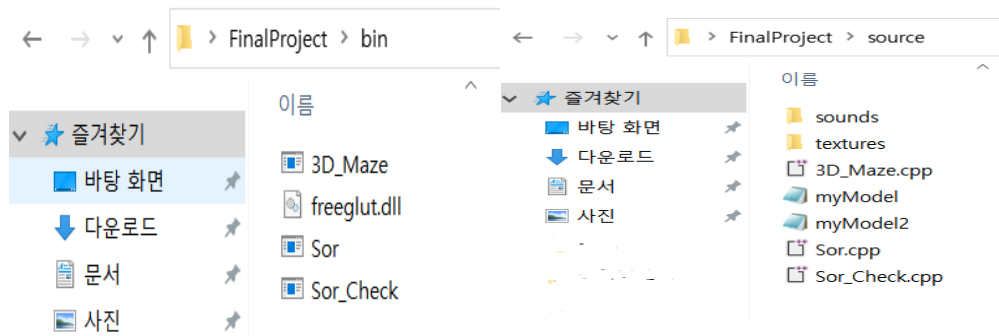 FinalProject > bin
이름
즐겨찾기
바탕 화면
다운로드
문서
사진
3D_Maze
freeglut.dll
Sor
Sor_Check
FinalProject > source
이름
즐겨찾기
바탕 화면
다운로드
문서
사진
sounds
textures
3D_Maze.cpp
myModel
myModel2
Sor.cpp
Sor_Check.cpp